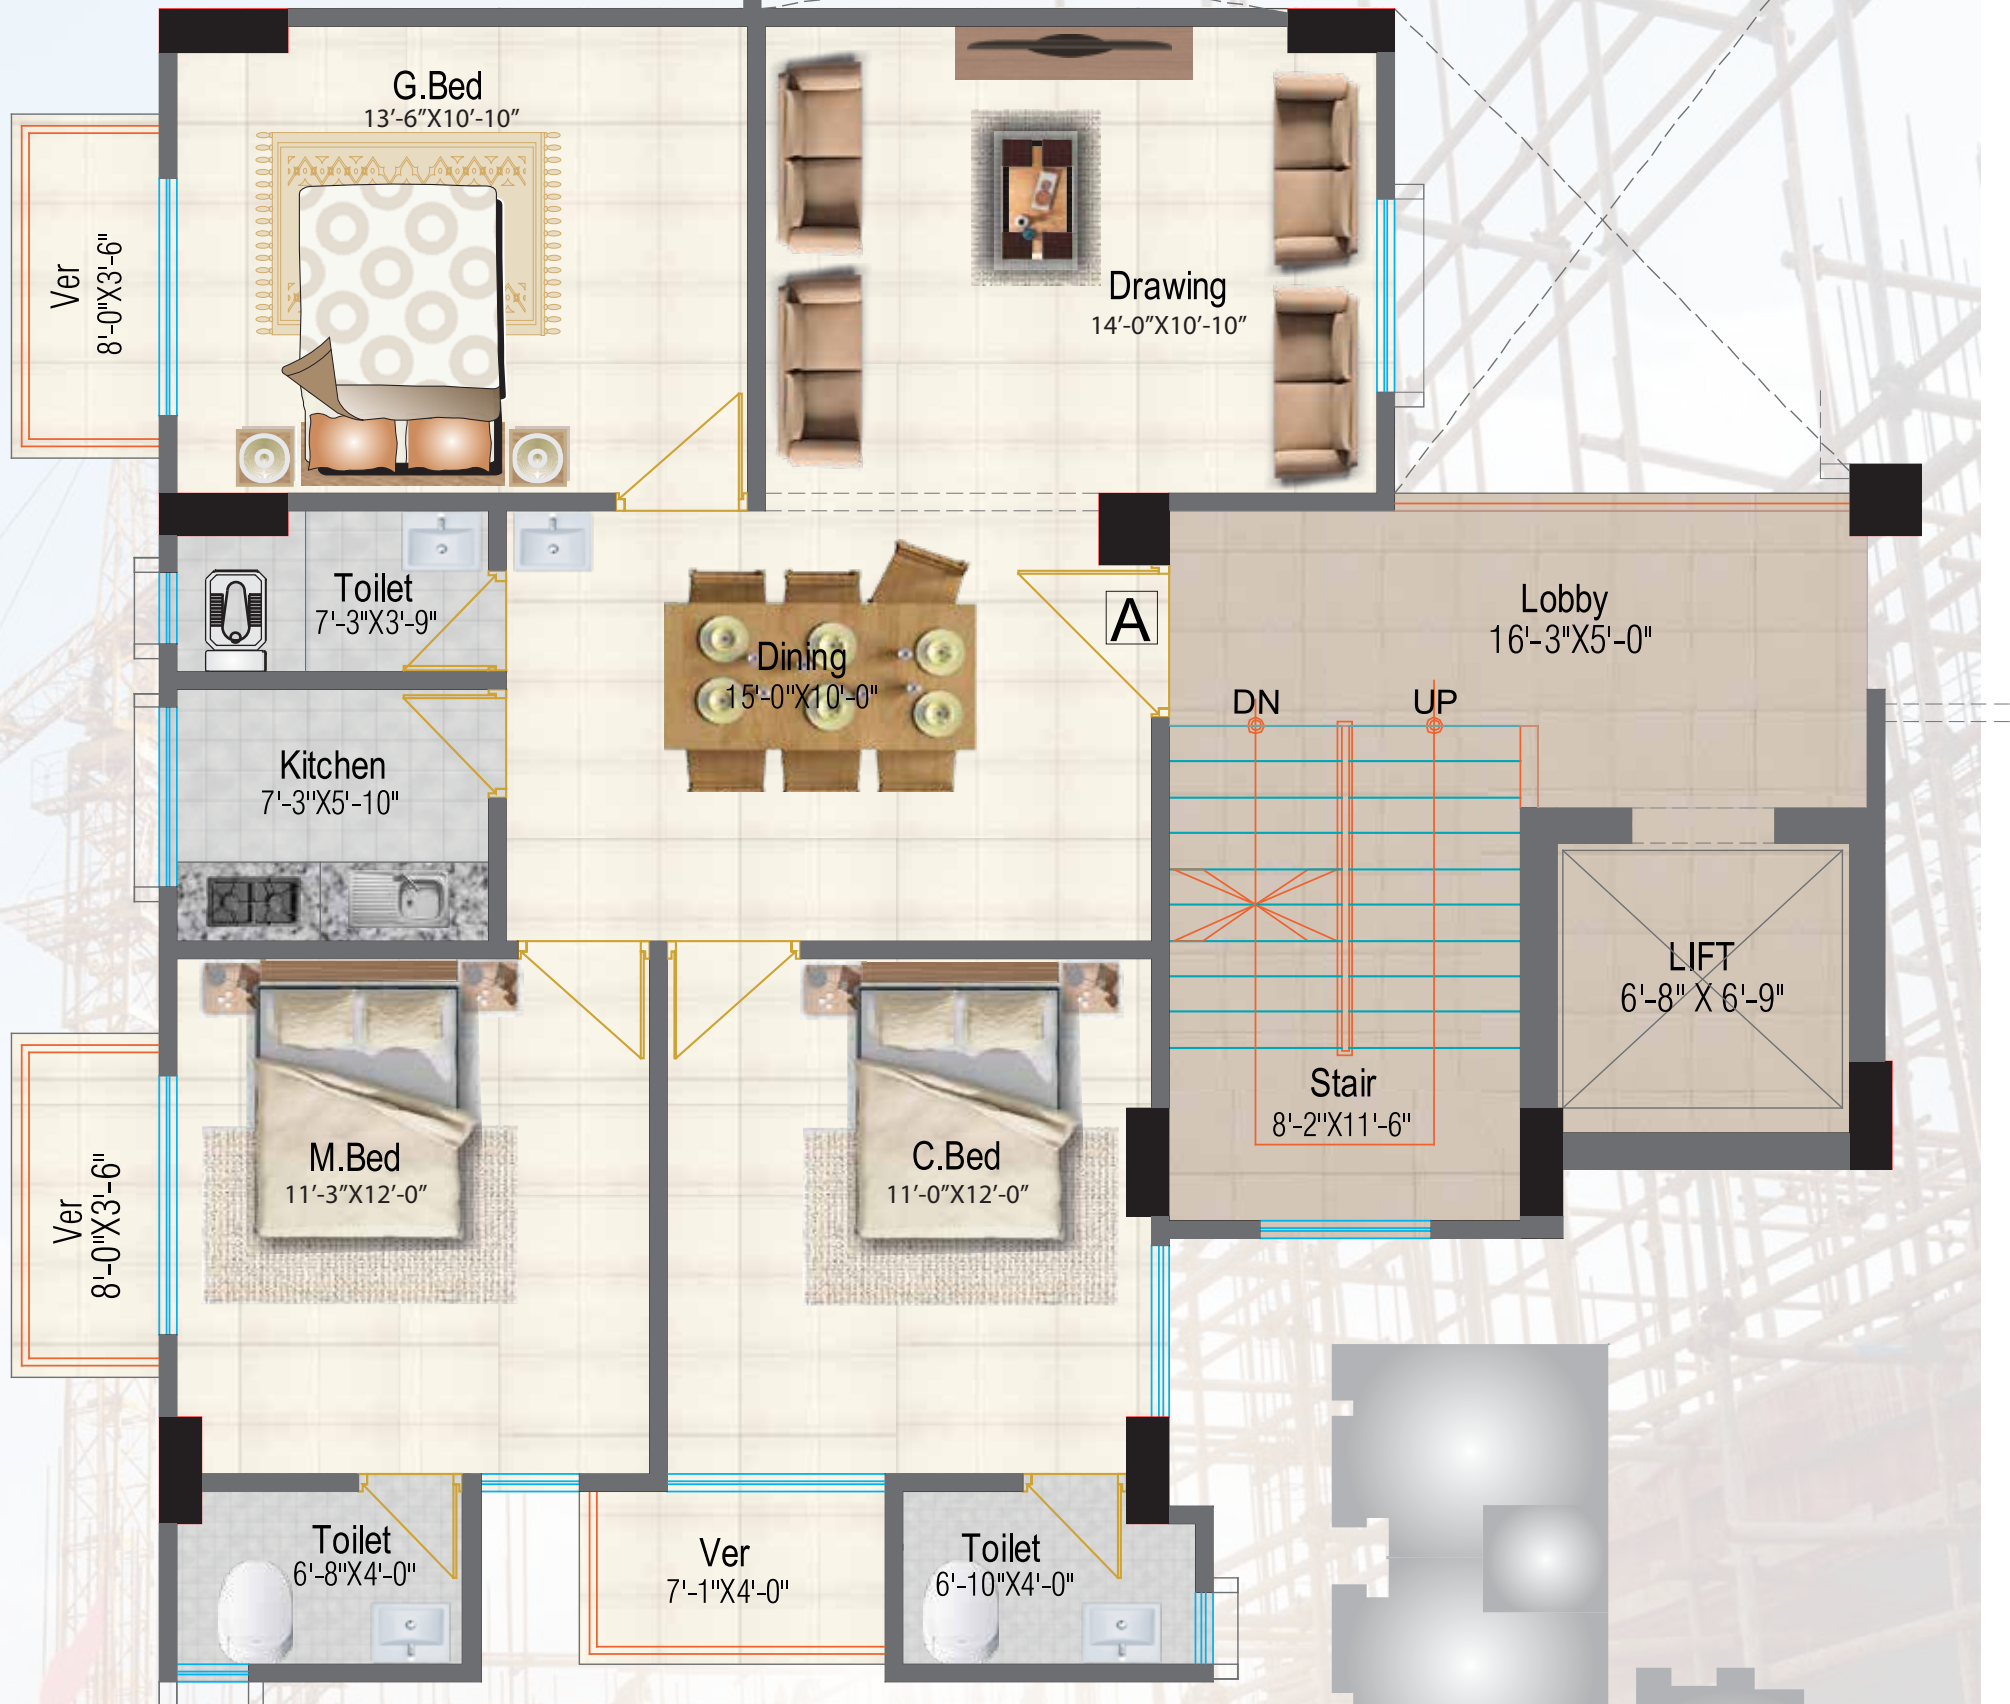 G.Bed
13'-6"X10'-10"
Ver
8'-0"X3'-6"
Drawing
14'-0"X10'-10"
Toilet
7'-3"X3'-9"
A
Lobby
16'-3"X5'-0"
Dining
15'-0"X10'-0"
DN
UP
Kitchen
7'-3"X5'-10"
LIFT
6'-8" X 6'-9"
Stair
8'-2"X11'-6"
M.Bed
11'-3"X12'-0"
C.Bed
11'-0"X12'-0"
Ver
8'-0"X3'-6"
Toilet
6'-8"X4'-0"
Ver
7'-1"X4'-0"
Toilet
6'-10"X4'-0"